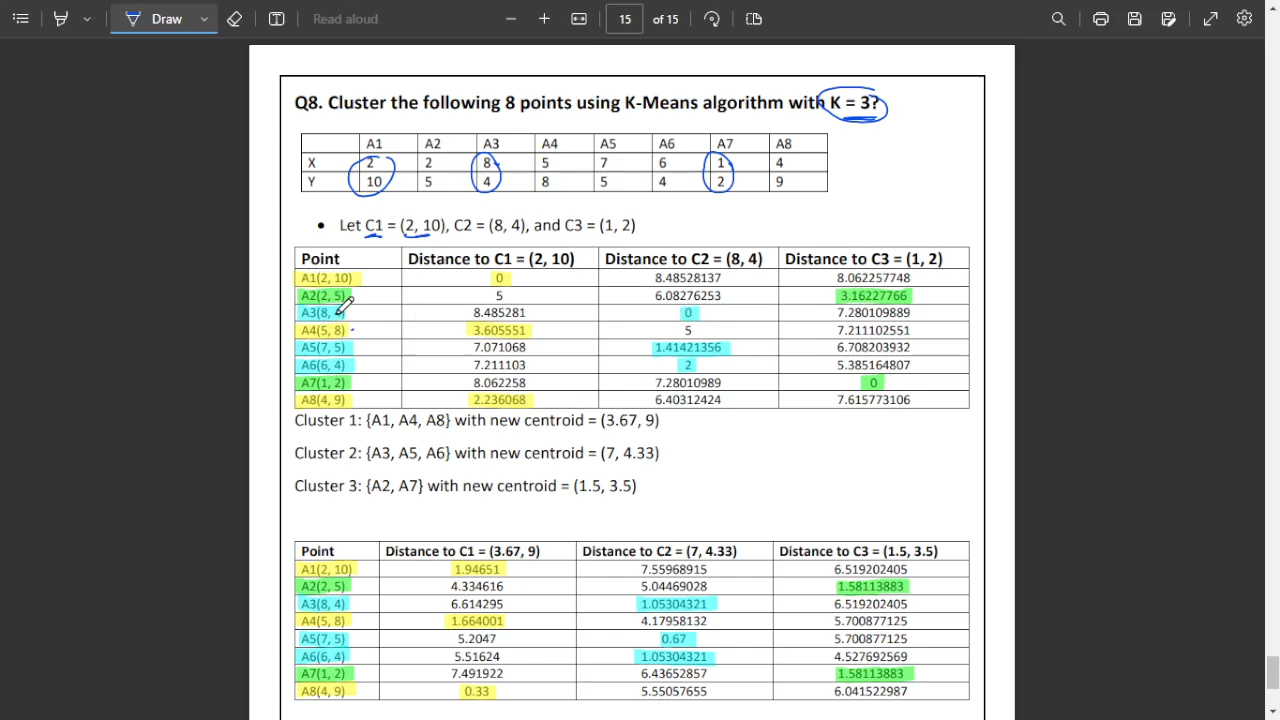 Draw
Read aloud
15 of 15
Q8. Cluster the following 8 points using K-Means algorithm with K = 3?
A1 A2 A3 A4 A5 A6 A7 A8
X 2 2 8 5 7 6 1 4
Y 10 5 4 8 5 4 2 9
• Let C1 = (2, 10), C2 = (8, 4), and C3 = (1, 2)
Point Distance to C1 = (2, 10) Distance to C2 = (8, 4) Distance to C3 = (1, 2)
A1(2, 10) 0 8.48528137 8.062257748
A2(2, 5) 5 6.08276253 3.16227766
A3(8, 8.485281 0 7.280109889
A4(5, 8) 3.605551 5 7.211102551
A5(7, 5) 7.071068 1.41421356 6.708203932
A6(6, 4) 7.211103 2 5.385164807
A7(1, 2) 8.062258 7.28010989 0
A8(4, 9) 2.236068 6.40312424 7.615773106
Cluster 1: {A1, A4, A8} with new centroid = (3.67, 9)
Cluster 2: {A3, A5, A6} with new centroid = (7, 4.33)
Cluster 3: {A2, A7} with new centroid = (1.5, 3.5)
Point Distance to C1 = (3.67, 9) Distance to C2 = (7, 4.33) Distance to C3 = (1.5, 3.5)
A1(2, 10) 1.94651 7.55968915 6.519202405
A2(2, 5) 4.334616 5.04469028 1.58113883
A3(8, 4) 6.614295 1.05304321 6.519202405
A4(5, 8) 1.664001 4.17958132 5.700877125
A5(7, 5) 5.2047 0.67 5.700877125
A6(6, 4) 5.51624 1.05304321 4.527692569
A7(1, 2) 7.491922 6.43652857 1.58113883
A8(4, 9) 0.33 5.55057655 6.041522987